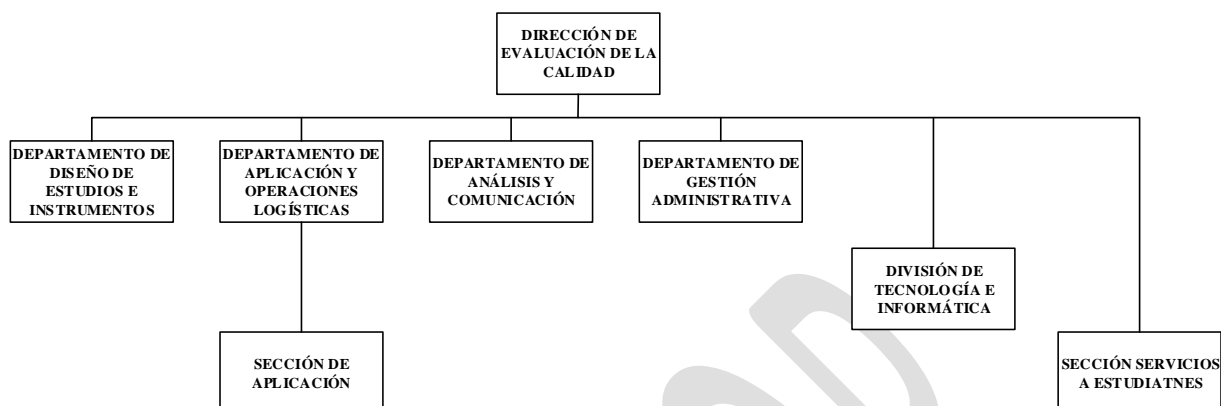 DIRECCIÓN DE
EVALUACIÓN DE LA
CALIDAD
DEPARTAMENTO DE
DISEÑO DE
ESTUDIOS E
INSTRUMENTOS
DEPARTAMENTO DE
APLICACIÓN Y
OPERACIONES
LOGÍSTICAS
DEPARTAMENTO DE
ANÁLISIS Y
COMUNICACIÓN
DEPARTAMENTO DE
GESTIÓN
ADMINISTRATIVA
DIVISIÓN DE
TECNOLOGÍA E
INFORMÁTICA
SECCIÓN DE
APLICACIÓN
SECCIÓN SERVICIOS
A ESTUDIATNES